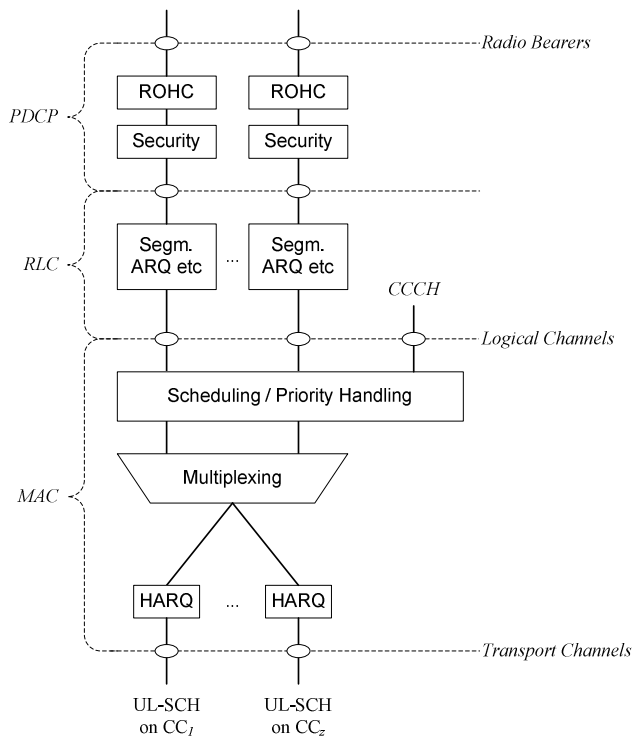 Radio Bearers
ROHC ROHC
PDCP
Security Security
Segm. ARQ etc ... Segm. ARQ etc
RLC
CCCH
Logical Channels
Scheduling / Priority Handling
Multiplexing
MAC
HARQ ... HARQ
Transport Channels
UL-SCH UL-SCH
on CC1 on CCz